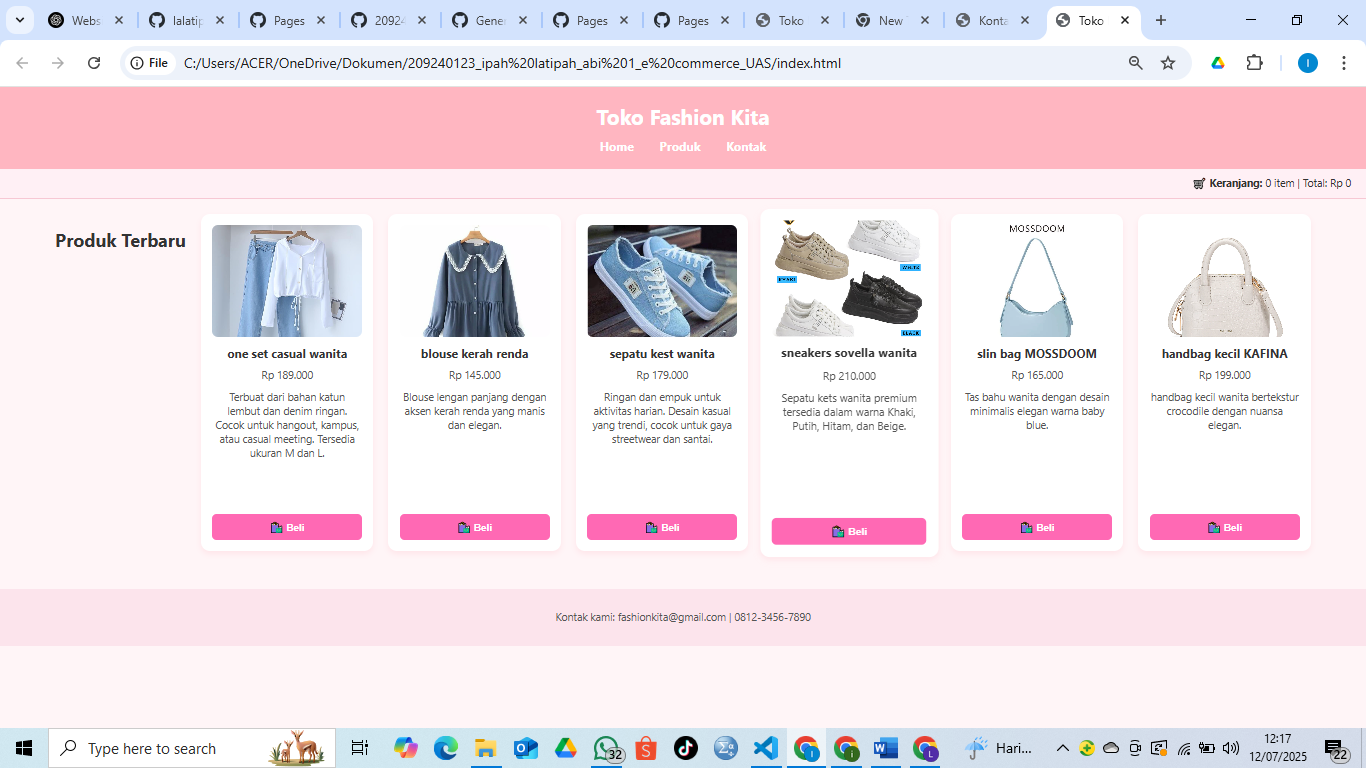 Webs
lalatip
Pages
20924
Gener
Pages
Pages
Toko
New
Konta
Toko
File
C:/Users/ACER/OneDrive/Dokumen/209240123_ipah%20latipah_abi%201_e%20commerce_UAS/index.html
I
Toko Fashion Kita
Home Produk Kontak
Keranjang: 0 item | Total: Rp 0
Produk Terbaru
one set casual wanita
Rp 189.000
Terbuat dari bahan katun
lembut dan denim ringan.
Cocok untuk hangout, kampus,
atau casual meeting. Tersedia
ukuran M dan L.
Beli
blouse kerah renda
Rp 145.000
Blouse lengan panjang dengan
aksen kerah renda yang manis
dan elegan.
Beli
sepatu kest wanita
Rp 179.000
Ringan dan empuk untuk
aktivitas harian. Desain kasual
yang trendi, cocok untuk gaya
streetwear dan santai.
Beli
KHAKI
WHITE
BLACK
sneakers sovella wanita
Rp 210.000
Sepatu kets wanita premium
tersedia dalam warna Khaki,
Putih, Hitam, dan Beige.
Beli
MOSSDOOM
slin bag MOSSDOOM
Rp 165.000
Tas bahu wanita dengan desain
minimalis elegan warna baby
blue.
Beli
handbag kecil KAFINA
Rp 199.000
handbag kecil wanita bertekstur
crocodile dengan nuansa
elegan.
Beli
Kontak kami: fashionkita@gmail.com | 0812-3456-7890
Type here to search
32
Hari...
12:17
12/07/2025
22